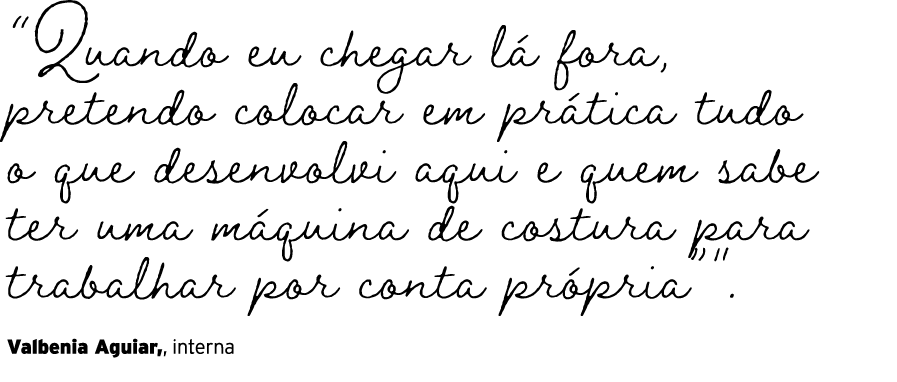 “Quando eu chegar lá fora,
pretendo colocar em prática tudo
o que desenvolvi aqui e quem sabe
ter uma máquina de costura para
trabalhar por conta própria”".
Valbenia Aguiar,, interna